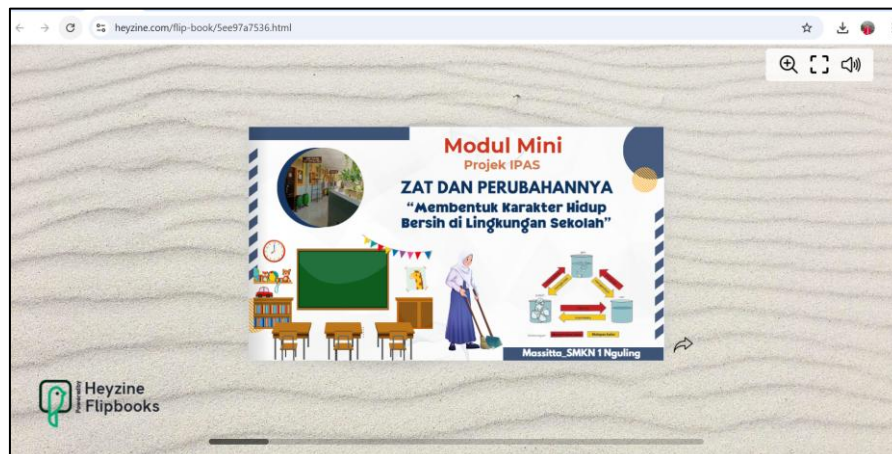 heyzine.com/flip-book/5ee97a7536.html
Modul Mini
Projek IPAS
ZAT DAN PERUBAHANNYA
“Membentuk Karakter Hidup
Bersih di Lingkungan Sekolah”
Massitta_SMKN 1 Nguling
Heyzine
Flipbooks